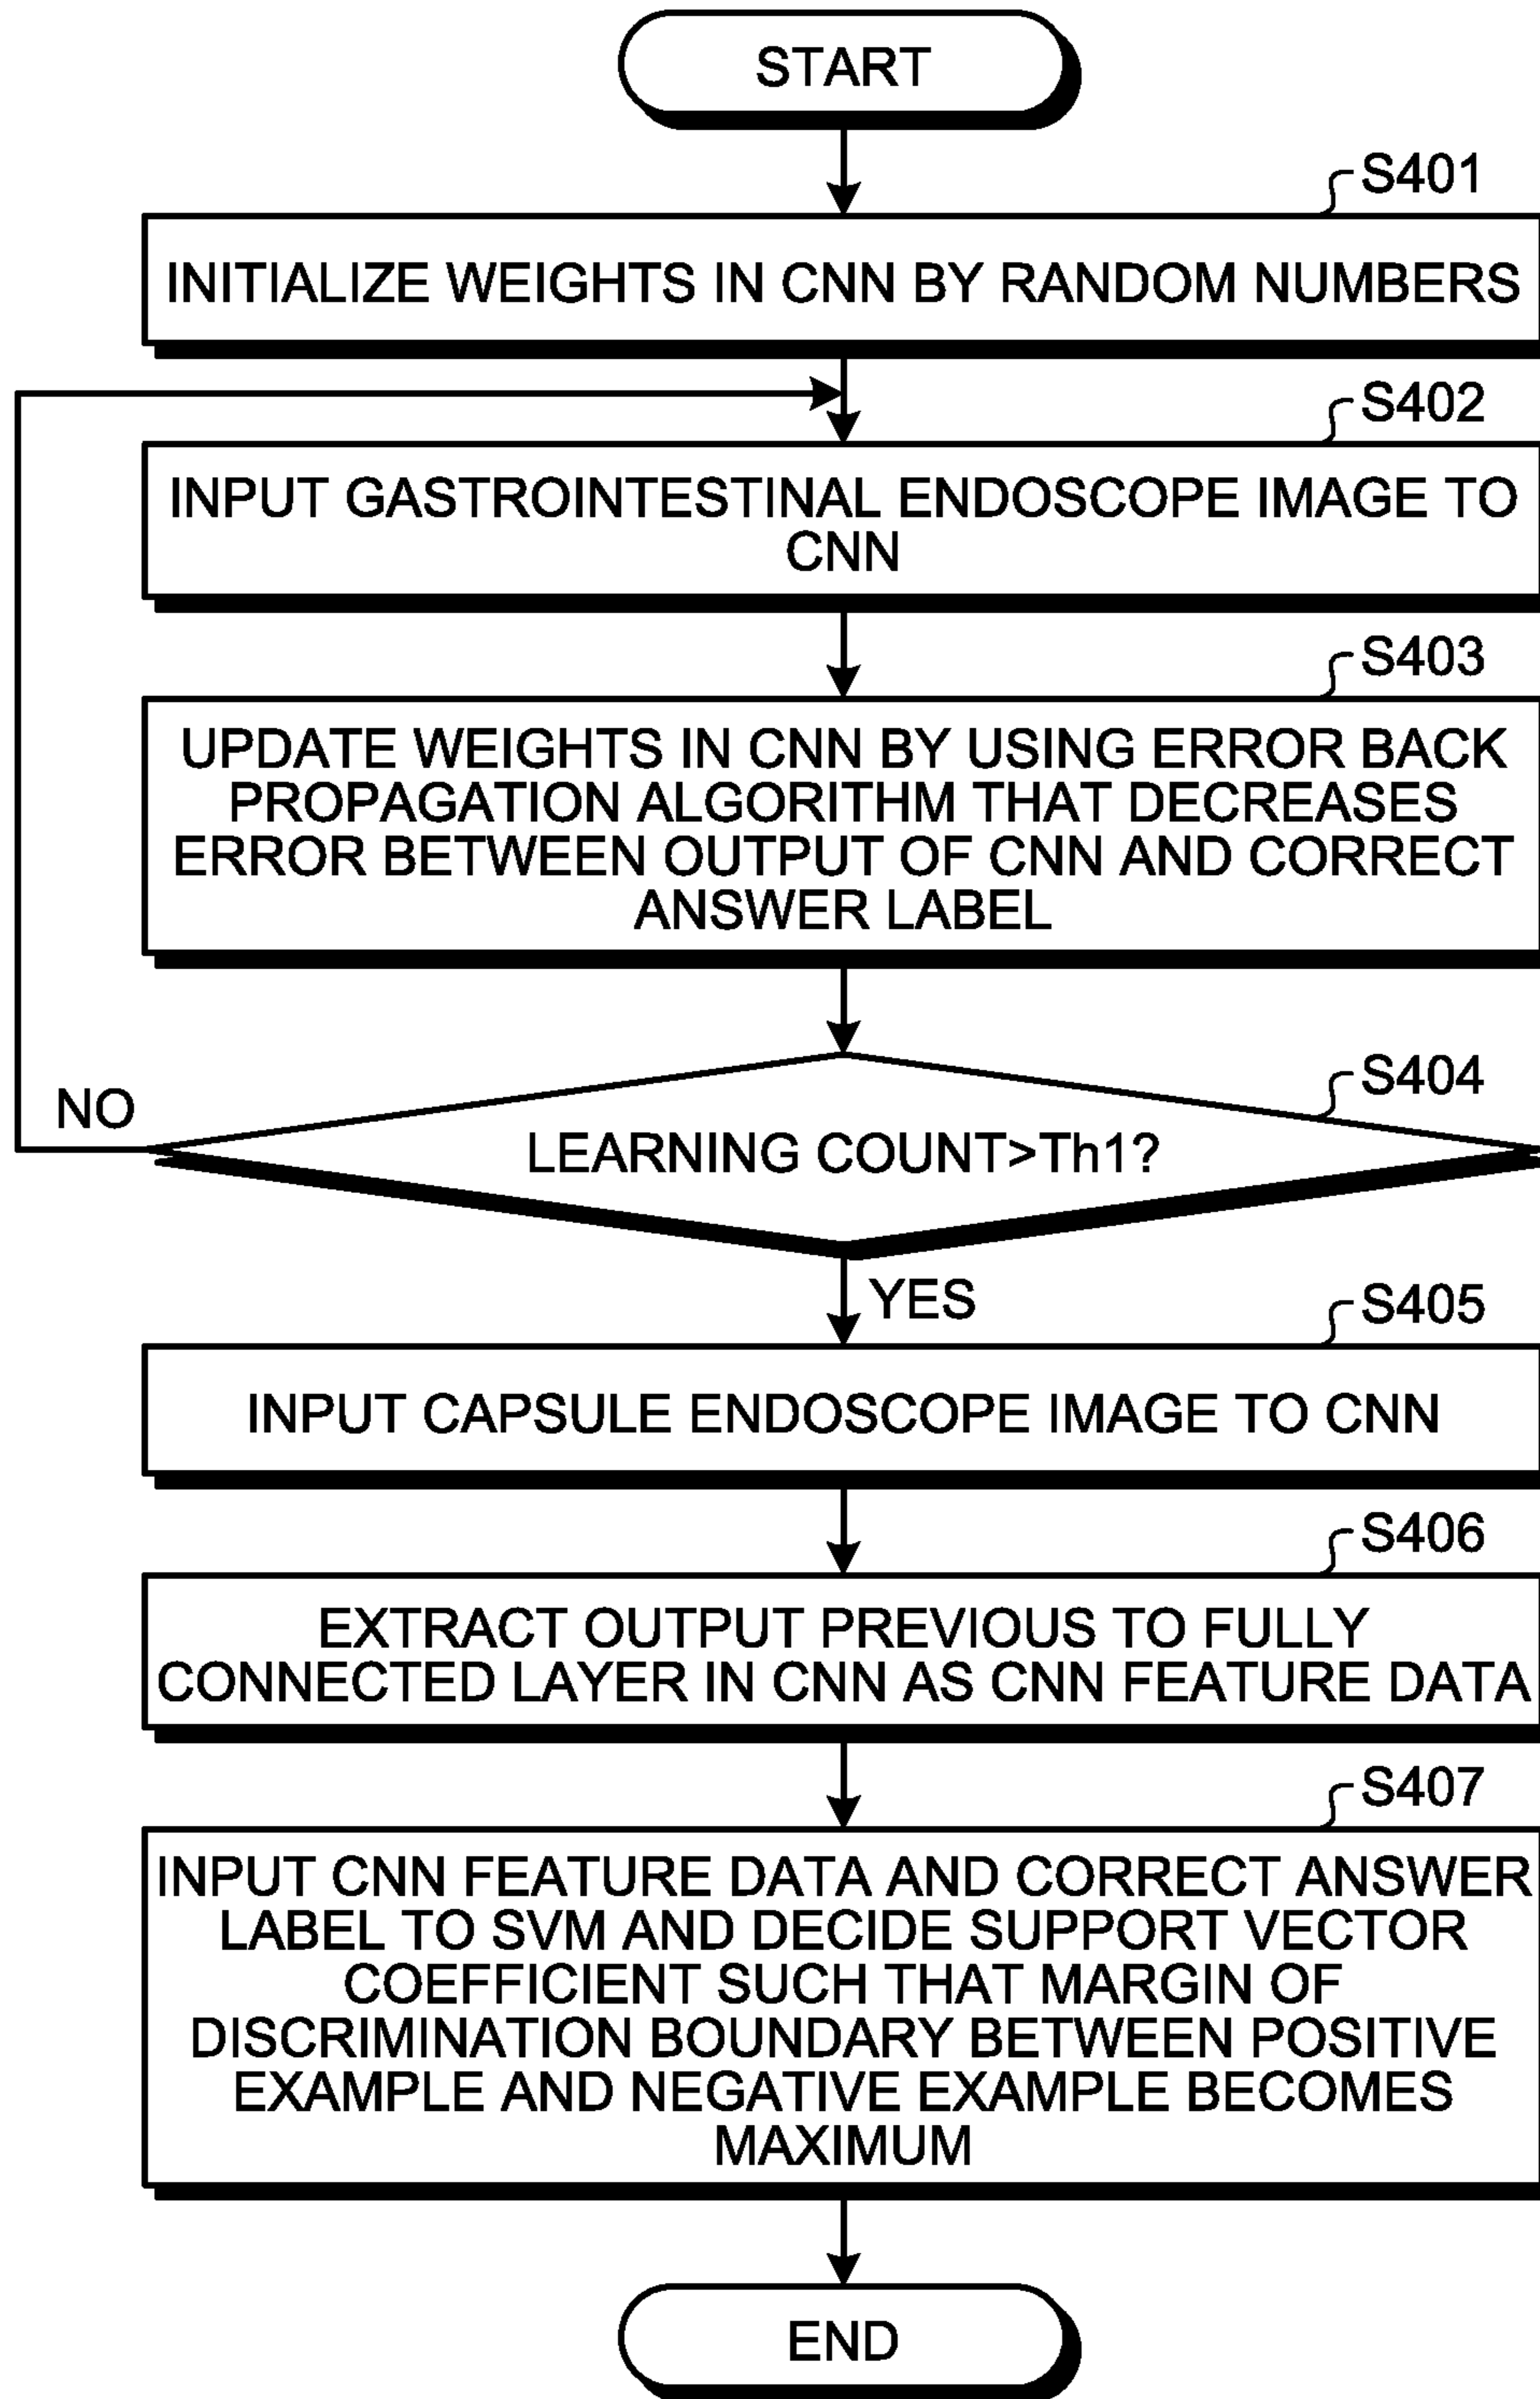 START
S401
INITIALIZE WEIGHTS IN CNN BY RANDOM NUMBERS
S402
INPUT GASTROINTESTINAL ENDOSCOPE IMAGE TO
CNN
S403
UPDATE WEIGHTS IN CNN BY USING ERROR BACK
PROPAGATION ALGORITHM THAT DECREASES
ERROR BETWEEN OUTPUT OF CNN AND CORRECT
ANSWER LABEL
S404
NO
LEARNING COUNT>Th1?
YES
S405
INPUT CAPSULE ENDOSCOPE IMAGE TO CNN
S406
EXTRACT OUTPUT PREVIOUS TO FULLY
CONNECTED LAYER IN CNN AS CNN FEATURE DATA
S407
INPUT CNN FEATURE DATA AND CORRECT ANSWER
LABEL TO SVM AND DECIDE SUPPORT VECTOR
COEFFICIENT SUCH THAT MARGIN OF
DISCRIMINATION BOUNDARY BETWEEN POSITIVE
EXAMPLE AND NEGATIVE EXAMPLE BECOMES
MAXIMUM
END